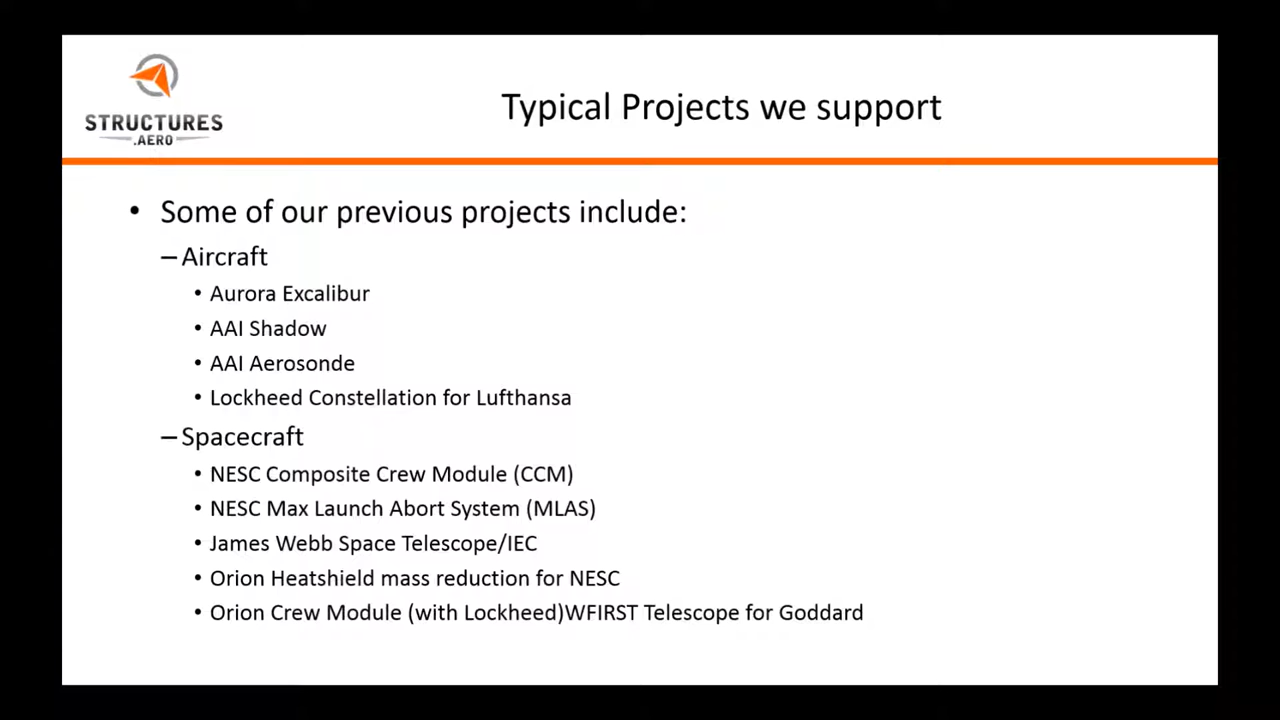 STRUCTURES
.AERO
Typical Projects we support
• Some of our previous projects include:
– Aircraft
• Aurora Excalibur
• AAI Shadow
• AAI Aerosonde
• Lockheed Constellation for Lufthansa
– Spacecraft
• NESC Composite Crew Module (CCM)
• NESC Max Launch Abort System (MLAS)
• James Webb Space Telescope/IEC
• Orion Heatshield mass reduction for NESC
• Orion Crew Module (with Lockheed)WFIRST Telescope for Goddard